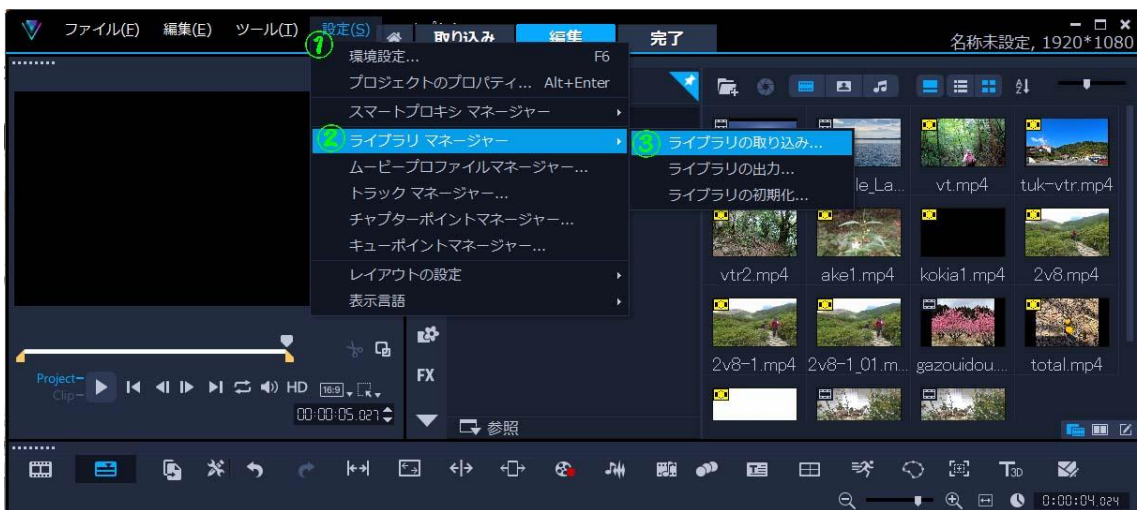 ファイル(F) 編集(E) ツール(T) 設定(S)
取り込み 編集 完了
名称未設定, 1920*1080
①
環境設定... F6
プロジェクトのプロパティ... Alt+Enter
スマートプロキシ マネージャー
② ライブラリ マネージャー
③ ライブラリの取り込み...
ムービープロファイルマネージャー...
ライブラリの出力...
トラック マネージャー...
ライブラリの初期化...
チャプターポイントマネージャー...
キューポイントマネージャー...
レイアウトの設定
表示言語
le_La... vt.mp4 tuk-vtr.mp4
vtr2.mp4 ake1.mp4 kokia1.mp4 2v8.mp4
2v8-1.mp4 2v8-1_01.m... gazouidou... total.mp4
FX
Project-
Clip-
HD 16:9
00:00:05.027
参照
T3D
0:00:04.024